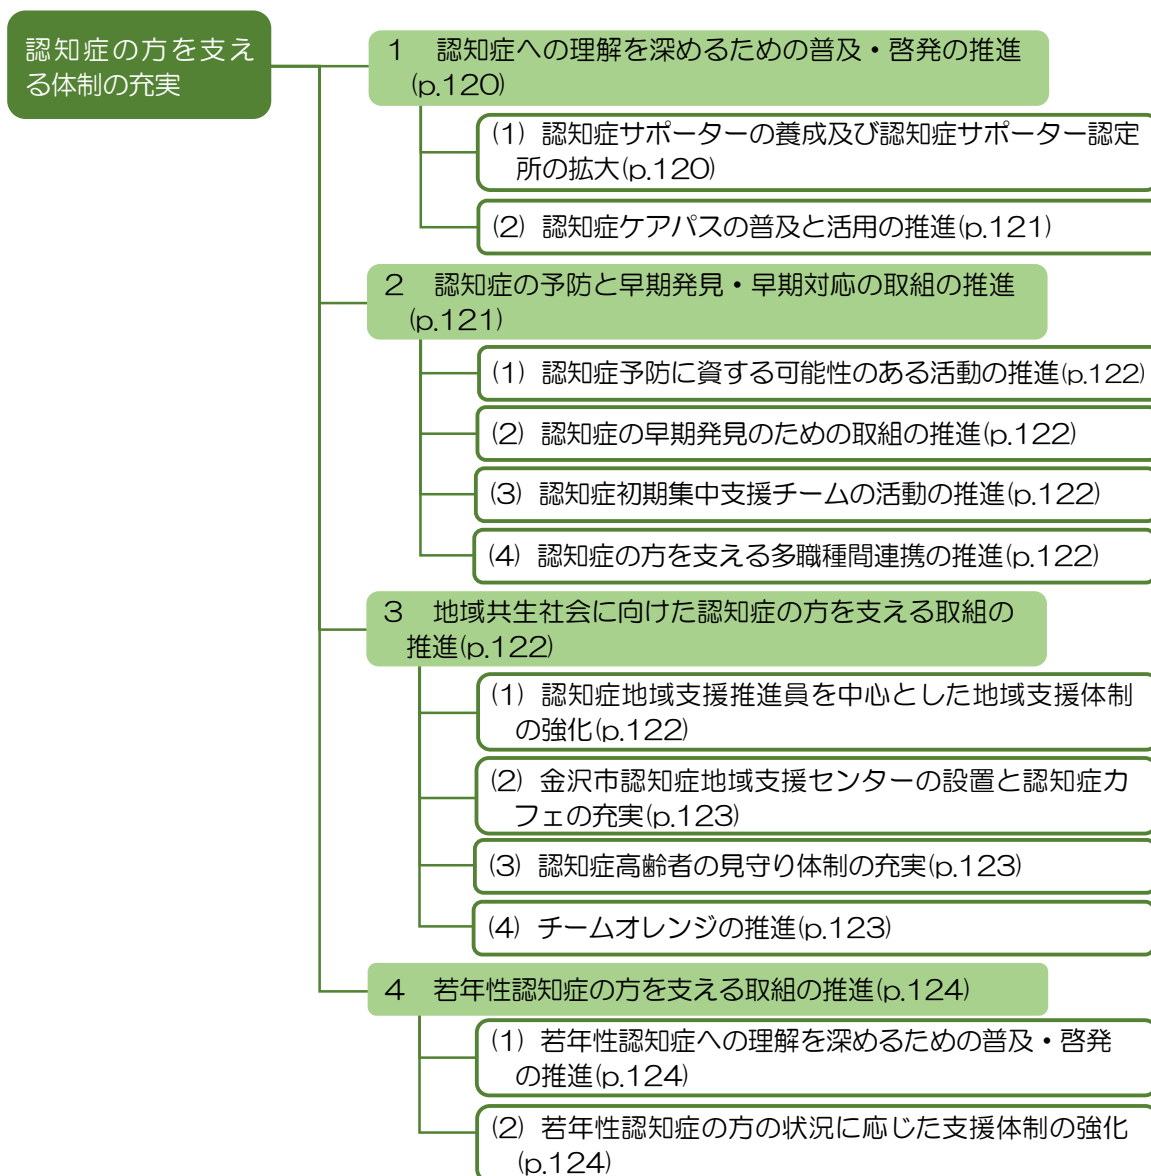 認知症の方を支え
る体制の充実
1 認知症への理解を深めるための普及・啓発の推進
(p.120)
(1) 認知症サポーターの養成及び認知症サポーター認定
所の拡大(p.120)
(2) 認知症ケアパスの普及と活用の推進(p.121)
2 認知症の予防と早期発見・早期対応の取組の推進
(p.121)
(1) 認知症予防に資する可能性のある活動の推進(p.122)
(2) 認知症の早期発見のための取組の推進(p.122)
(3) 認知症初期集中支援チームの活動の推進(p.122)
(4) 認知症の方を支える多職種間連携の推進(p.122)
3 地域共生社会に向けた認知症の方を支える取組の
推進(p.122)
(1) 認知症地域支援推進員を中心とした地域支援体制
の強化(p.122)
(2) 金沢市認知症地域支援センターの設置と認知症カ
フェの充実(p.123)
(3) 認知症高齢者の見守り体制の充実(p.123)
(4) チームオレンジの推進(p.123)
4 若年性認知症の方を支える取組の推進(p.124)
(1) 若年性認知症への理解を深めるための普及・啓発
の推進(p.124)
(2) 若年性認知症の方の状況に応じた支援体制の強化
(p.124)